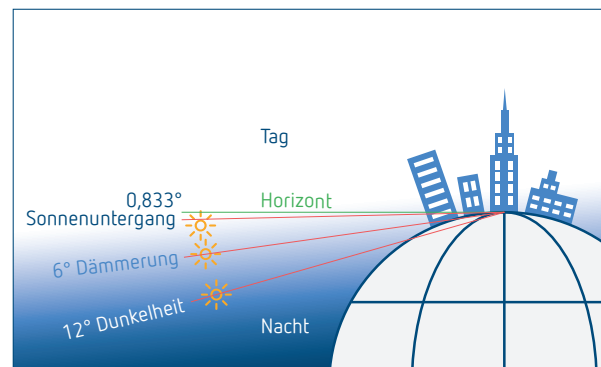 Tag
0,833°
Sonnenuntergang
Horizont
6° Dämmerung
12° Dunkelheit
Nacht